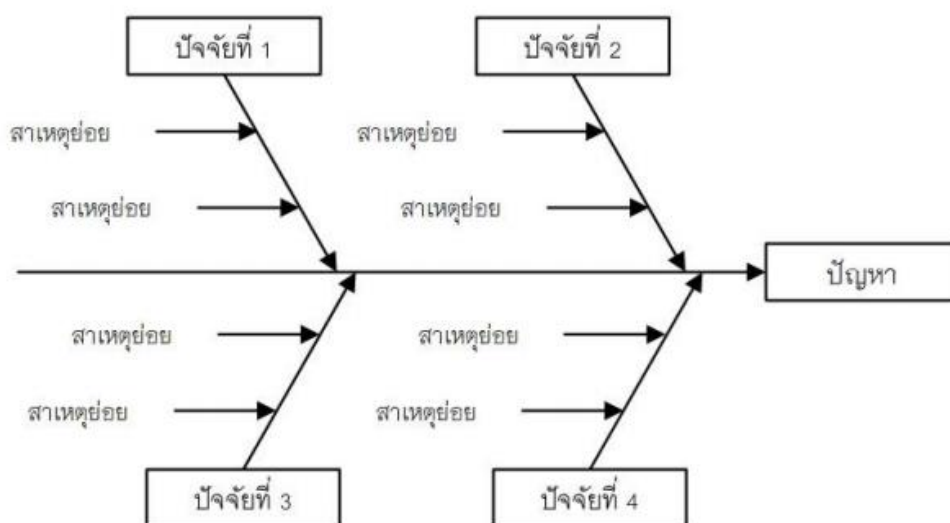 ปัจจัยที่ 1
ปัจจัยที่ 2
สาเหตุย่อย
สาเหตุย่อย
สาเหตุย่อย
สาเหตุย่อย
ปัญหา
สาเหตุย่อย
สาเหตุย่อย
สาเหตุย่อย
สาเหตุย่อย
ปัจจัยที่ 3
ปัจจัยที่ 4